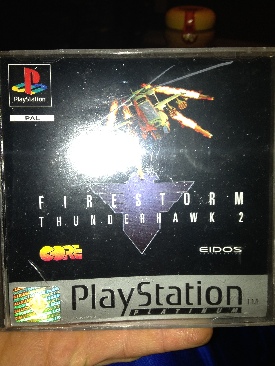 PlayStation
PAL
FIRESTORM
THUNDERHAWK 2
CORE
EIDOS
PlayStation
PLATINUM